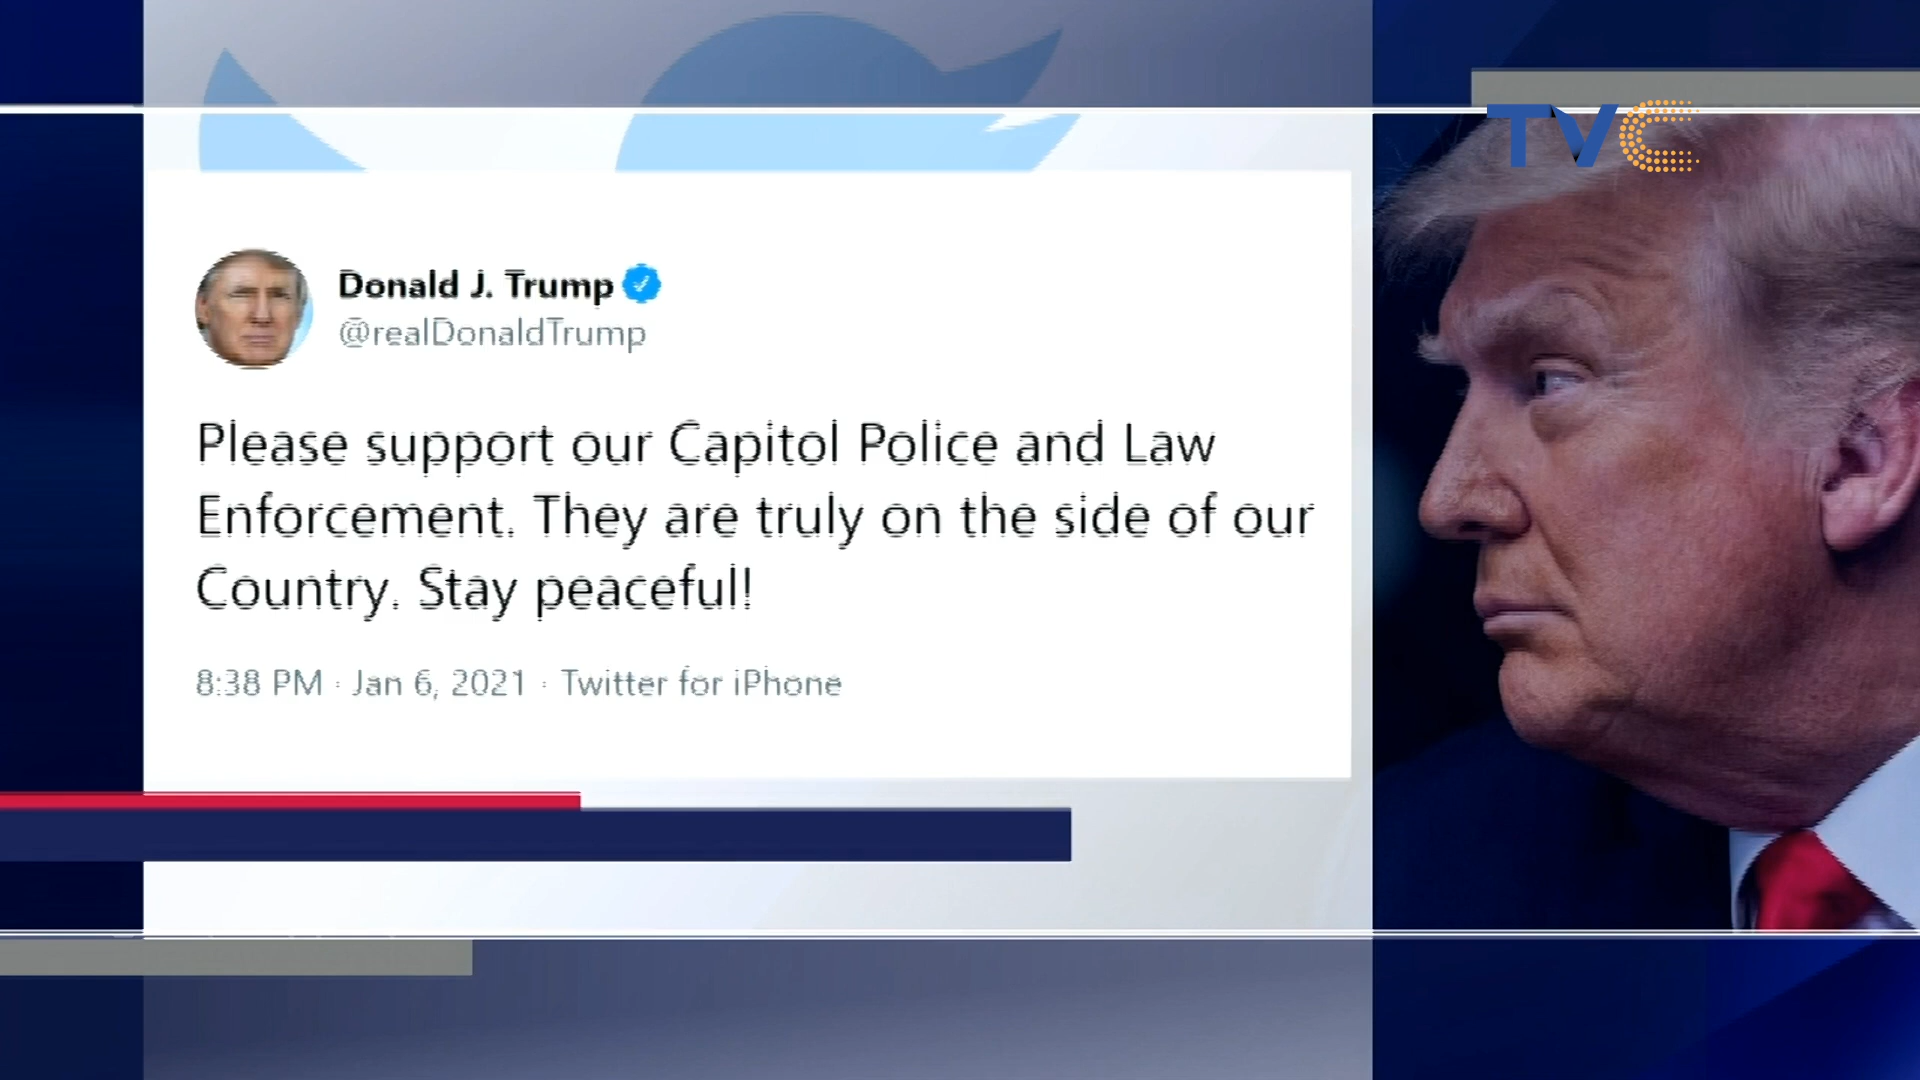 TVC
Donald J. Trump
@realDonaldTrump
Please support our Capitol Police and Law
Enforcement. They are truly on the side of our
Country. Stay peaceful!
8:38 PM · Jan 6, 2021 · Twitter for iPhone